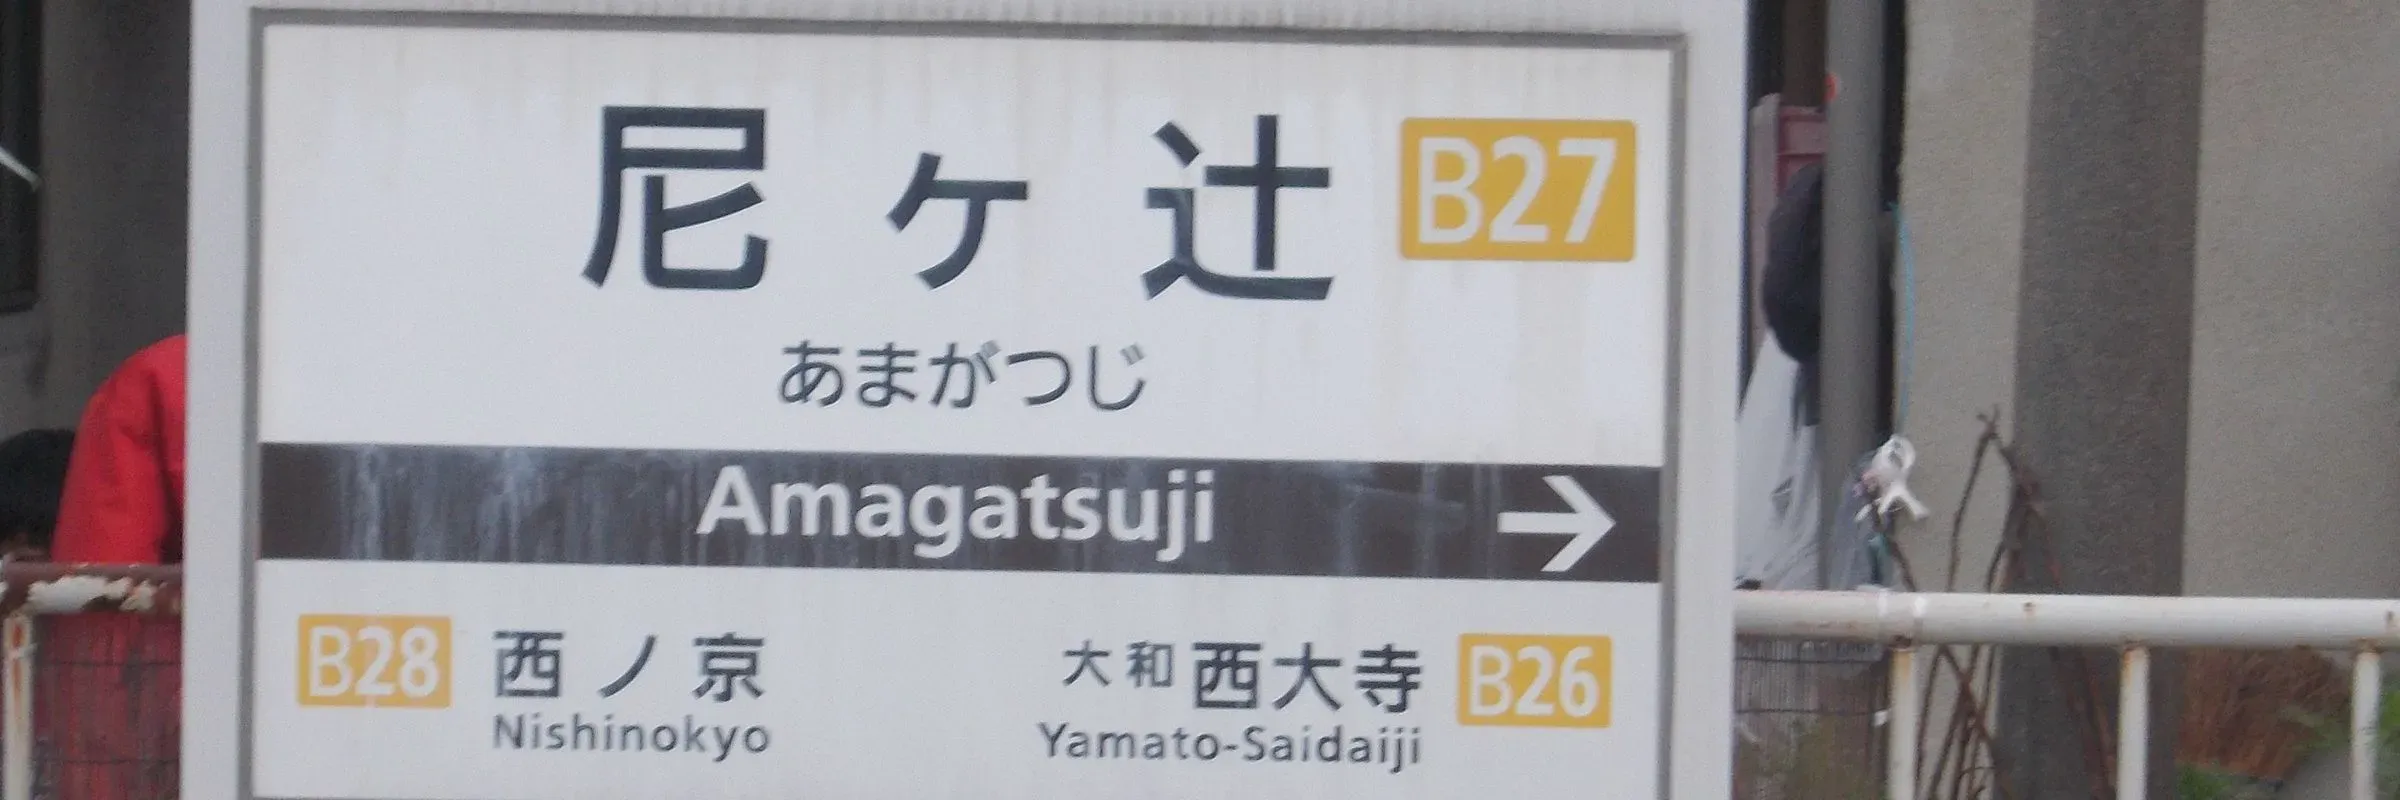 尼ヶ辻 B27
あまがつじ
Amagatsuji →
B28 西ノ京 大和西大寺 B26
Nishinokyo Yamato-Saidaiji